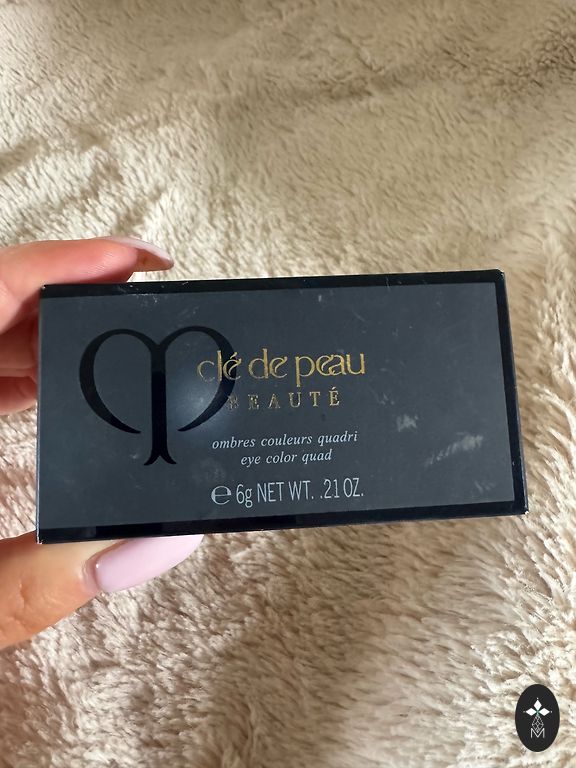 clé de peau
BEAUTÉ
ombres couleurs quadri
eye color quad
℮ 6g NET WT. .21 OZ.
M